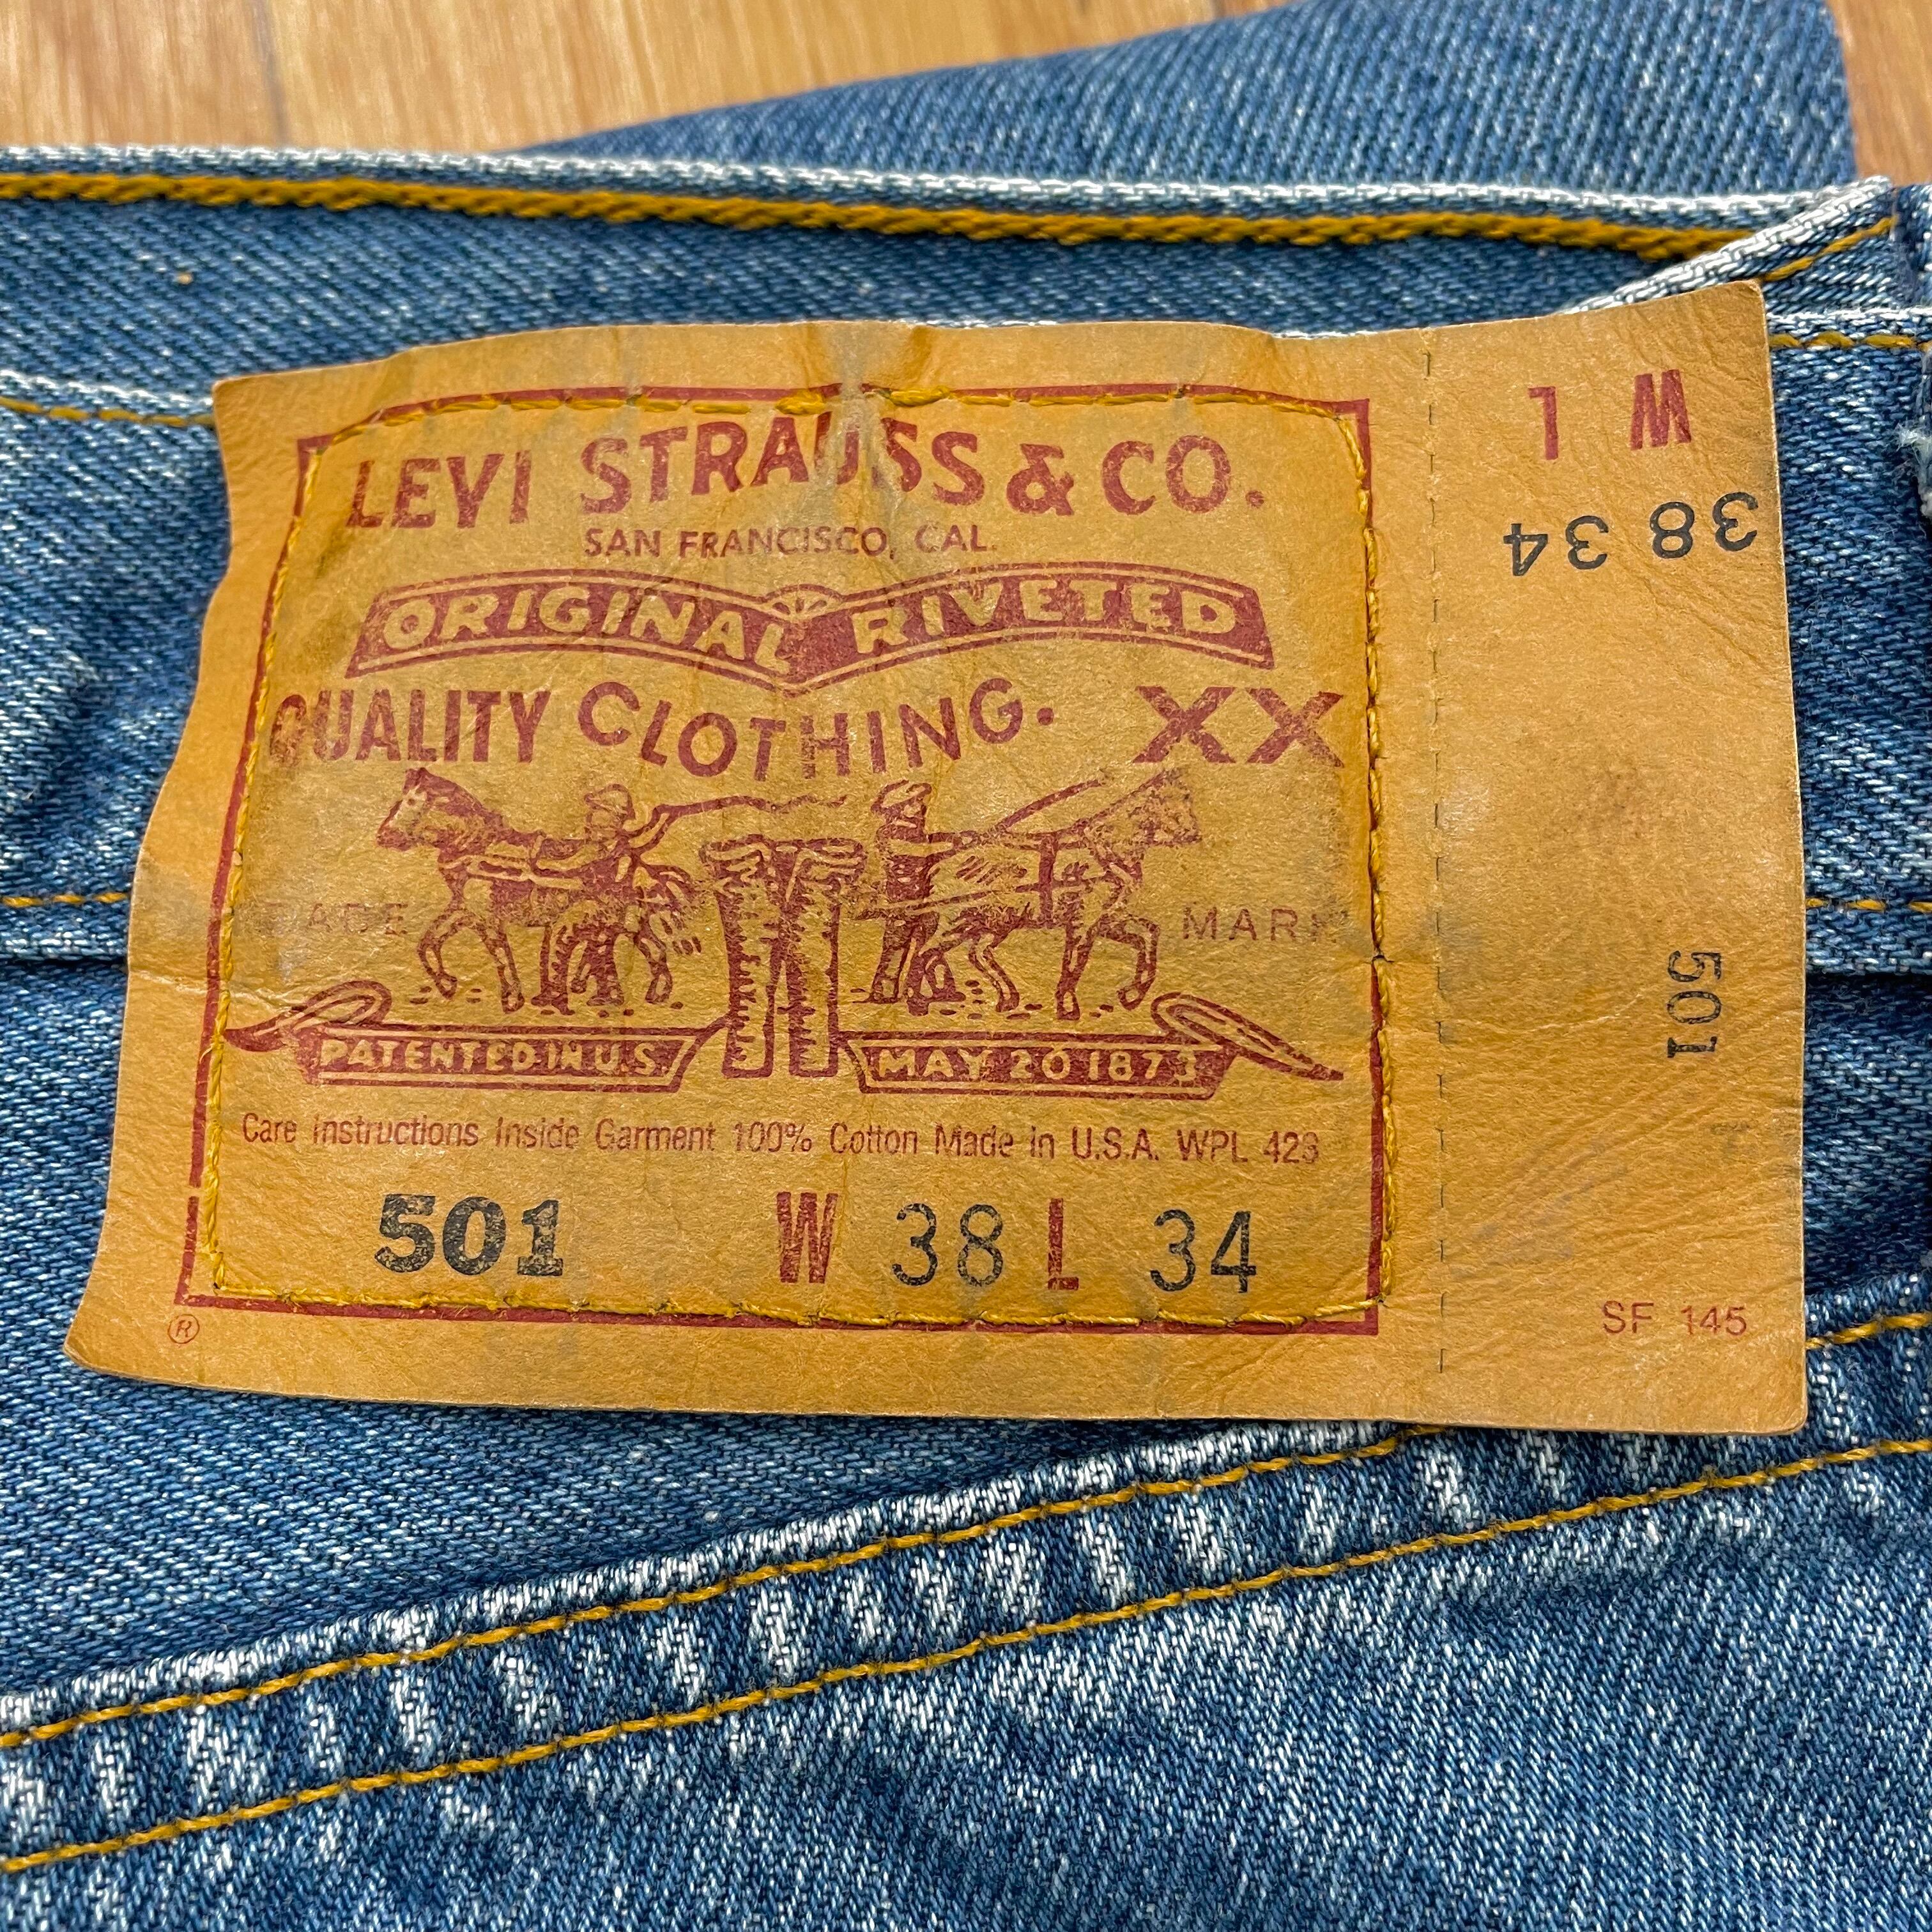 LEVI STRAUSS & CO.
SAN FRANCISCO, CAL.
ORIGINAL RIVETED
QUALITY CLOTHING. XX
TRADE MARK
PATENTED IN U.S. MAY 20 1873
Care Instructions Inside Garment 100% Cotton Made in U.S.A. WPL 423
501 W 38 L 34
®
W L
38 34
501
SF 145